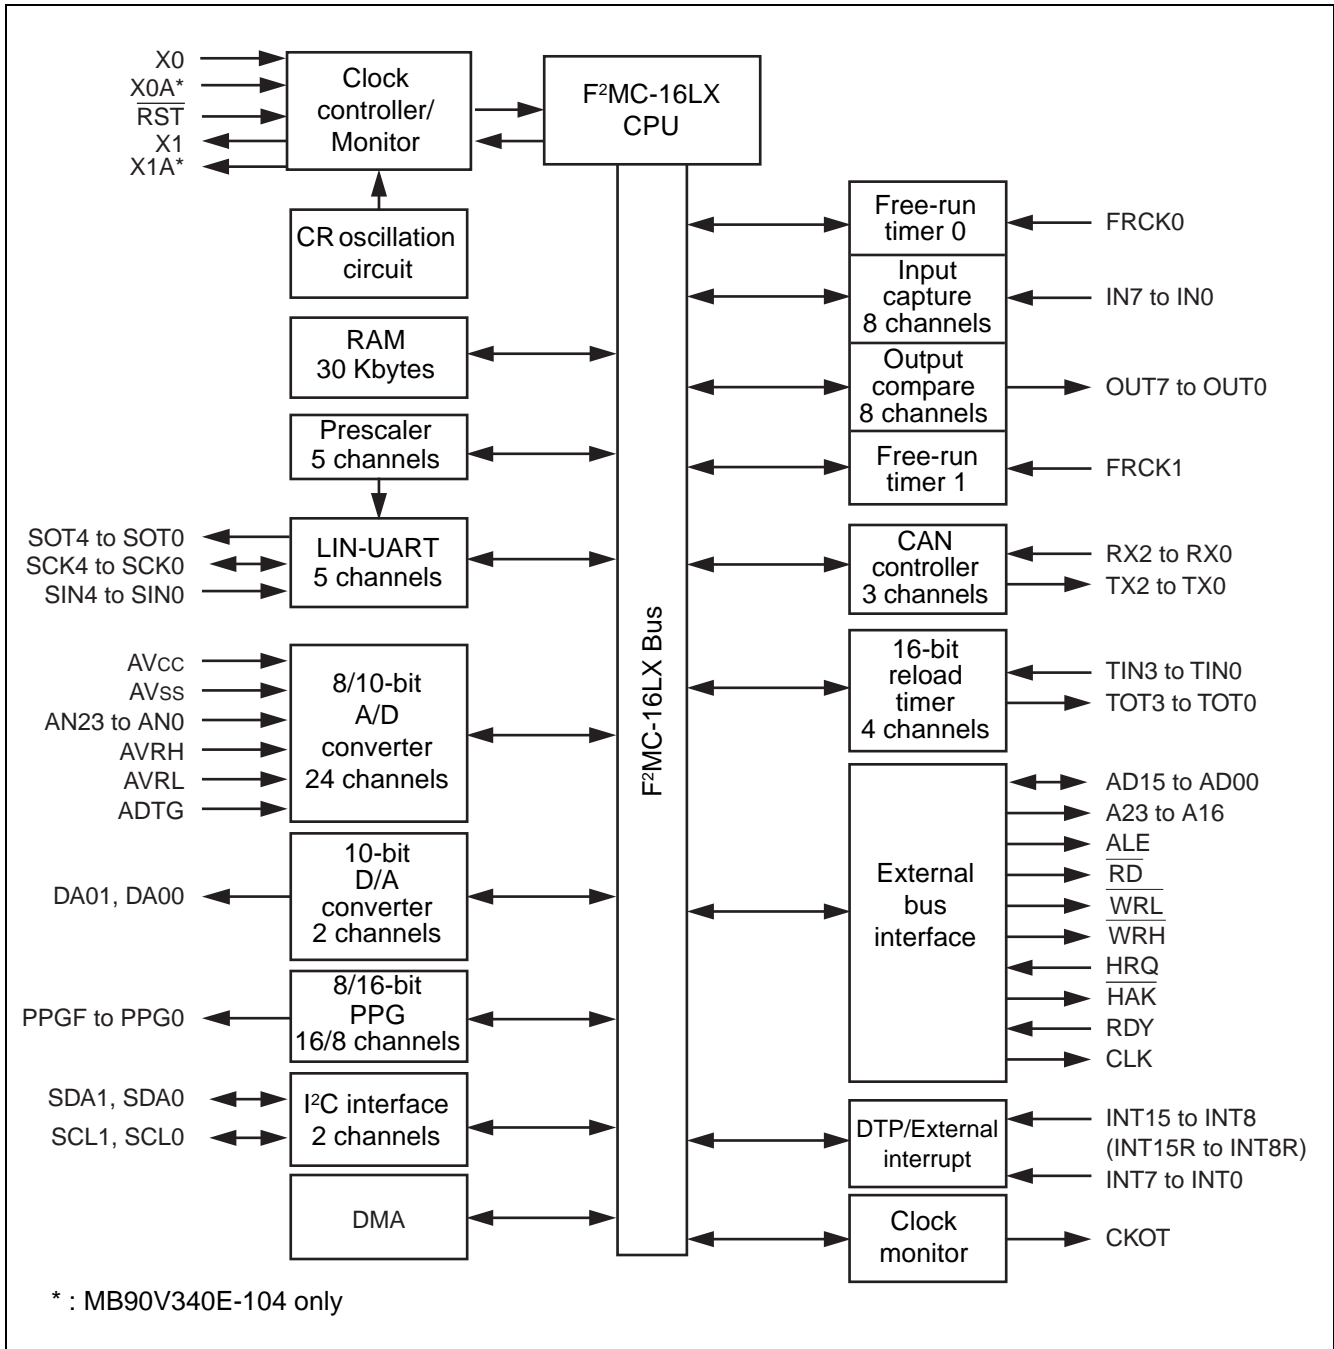 X0
X0A*
RST
X1
X1A*
Clock
controller/
Monitor
F²MC-16LX
CPU
CR oscillation
circuit
RAM
30 Kbytes
Prescaler
5 channels
SOT4 to SOT0
SCK4 to SCK0
SIN4 to SIN0
LIN-UART
5 channels
AVCC
AVSS
AN23 to AN0
AVRH
AVRL
ADTG
8/10-bit
A/D
converter
24 channels
DA01, DA00
10-bit
D/A
converter
2 channels
PPGF to PPG0
8/16-bit
PPG
16/8 channels
SDA1, SDA0
SCL1, SCL0
I²C interface
2 channels
DMA
F²MC-16LX Bus
Free-run
timer 0
FRCK0
Input
capture
8 channels
IN7 to IN0
Output
compare
8 channels
OUT7 to OUT0
Free-run
timer 1
FRCK1
CAN
controller
3 channels
RX2 to RX0
TX2 to TX0
16-bit
reload
timer
4 channels
TIN3 to TIN0
TOT3 to TOT0
External
bus
interface
AD15 to AD00
A23 to A16
ALE
RD
WRL
WRH
HRQ
HAK
RDY
CLK
DTP/External
interrupt
INT15 to INT8
(INT15R to INT8R)
INT7 to INT0
Clock
monitor
CKOT
* : MB90V340E-104 only